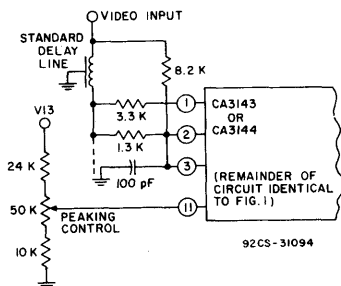 VIDEO INPUT
STANDARD
DELAY
LINE
8.2 K
3.3 K
1
CA3143
OR
CA3144
1.3 K
2
V13
3
100 pF
(REMAINDER OF
CIRCUIT IDENTICAL
TO FIG. 1)
24 K
50 K
PEAKING
CONTROL
11
10 K
92CS-31094